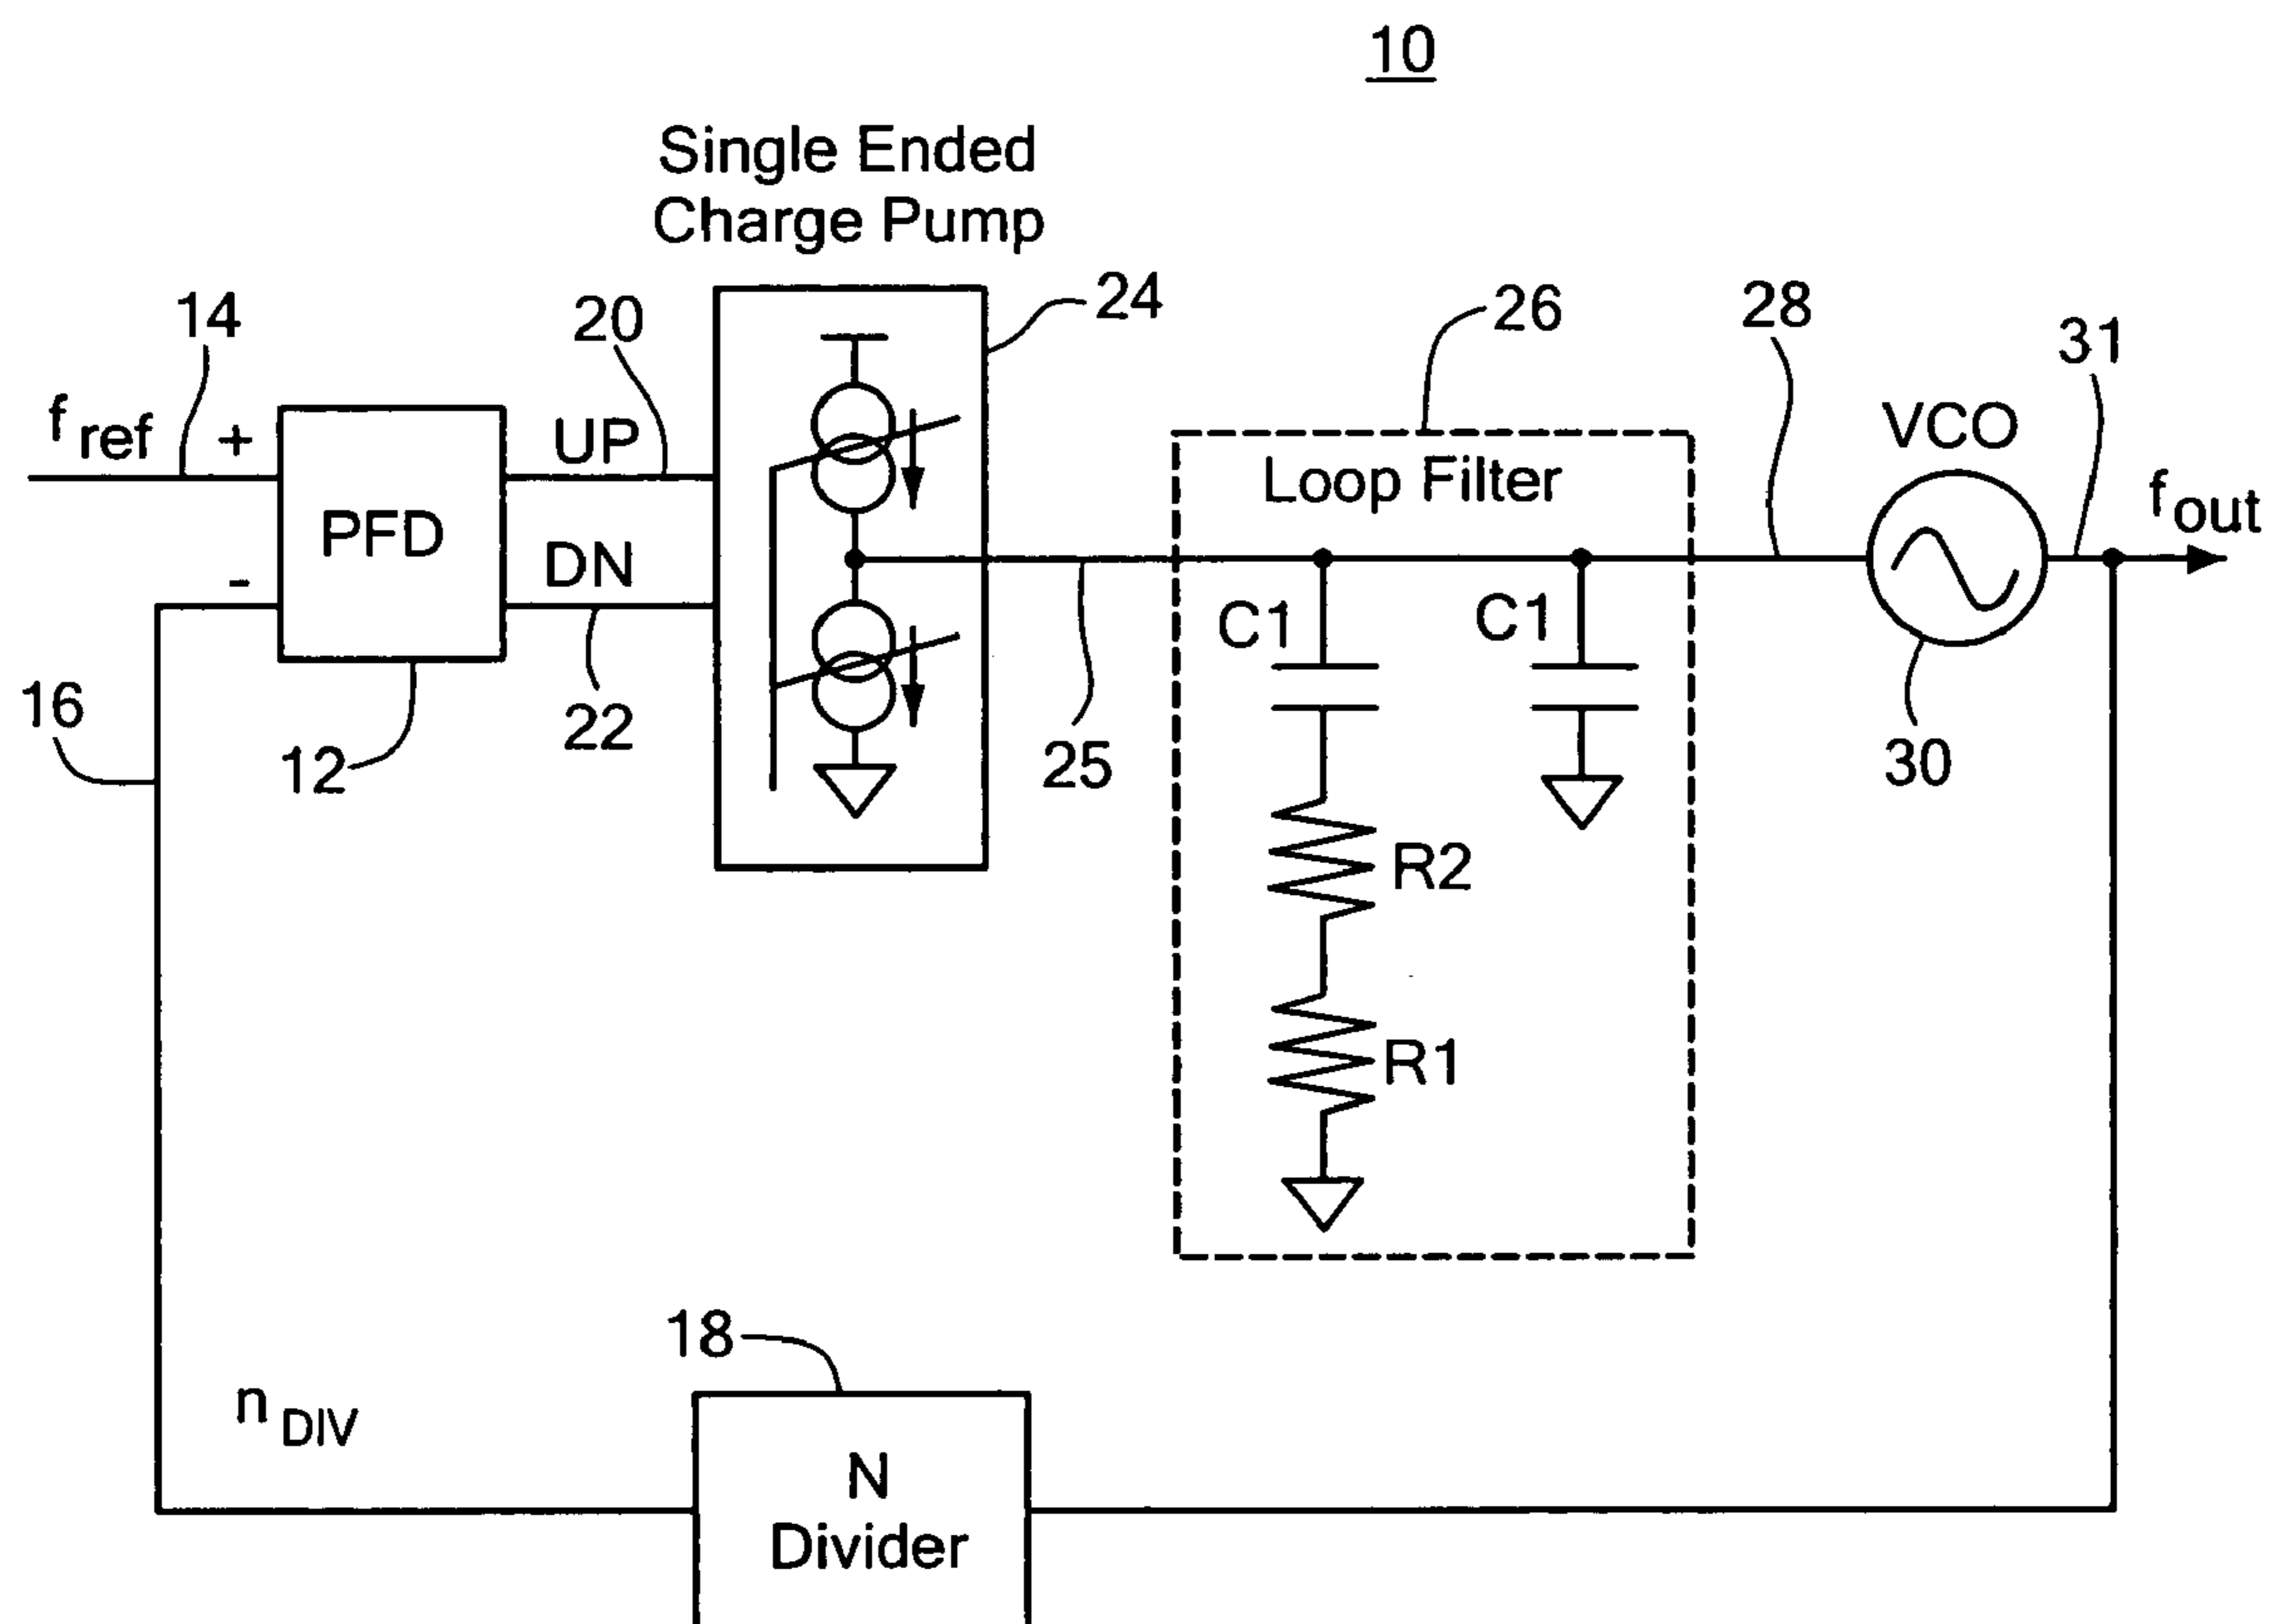 10
Single Ended
Charge Pump
24
14
20
26
28
31
f ref
+
UP
VCO
Loop Filter
f out
PFD
DN
-
C1
C1
16
12
22
25
30
R2
R1
18
n DIV
N
Divider